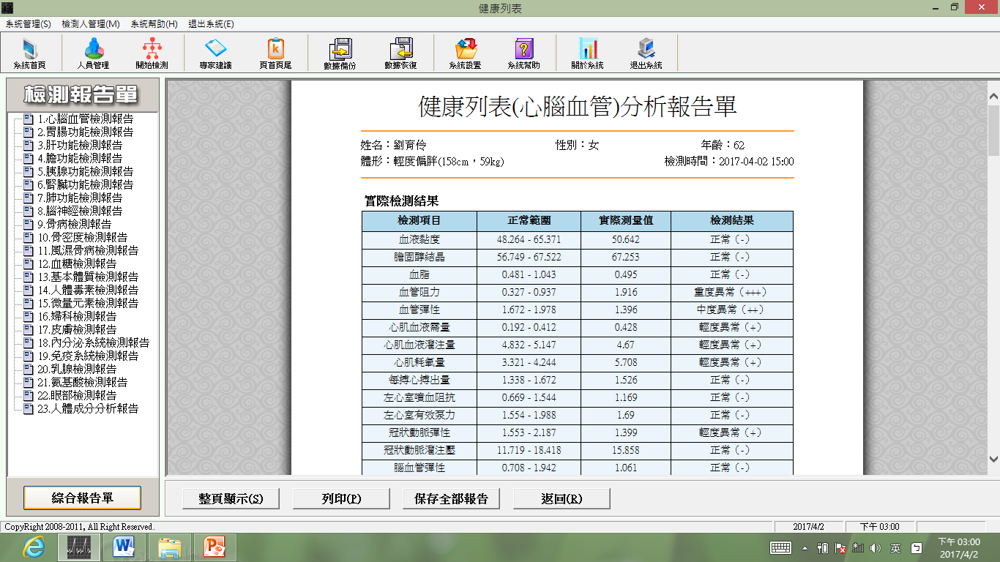 健康列表
系統管理(S) 檢測人管理(M) 系統幫助(H) 退出系統(E)
系統首頁 人員管理 開始檢測 專家建議 頁首頁尾 數據備份 數據恢復 系統設置 系統幫助 關於系統 退出系統
檢測報告單
1.心腦血管檢測報告
2.胃腸功能檢測報告
3.肝功能檢測報告
4.膽功能檢測報告
5.胰腺功能檢測報告
6.腎臟功能檢測報告
7.肺功能檢測報告
8.腦神經檢測報告
9.骨病檢測報告
10.骨密度檢測報告
11.風濕骨病檢測報告
12.血糖檢測報告
13.基本體質檢測報告
14.人體毒素檢測報告
15.微量元素檢測報告
16.婦科檢測報告
17.皮膚檢測報告
18.內分泌系統檢測報告
19.免疫系統檢測報告
20.乳腺檢測報告
21.氨基酸檢測報告
22.眼部檢測報告
23.人體成分分析報告
綜合報告單
健康列表(心腦血管)分析報告單
姓名：劉育伶 性別：女 年齡：62
體形：輕度偏胖(158cm，59kg) 檢測時間：2017-04-02 15:00
實際檢測結果
檢測項目 正常範圍 實際測量值 檢測結果
血液黏度 48.264 - 65.371 50.642 正常（-）
膽固醇結晶 56.749 - 67.522 67.253 正常（-）
血脂 0.481 - 1.043 0.495 正常（-）
血管阻力 0.327 - 0.937 1.916 重度異常（+++）
血管彈性 1.672 - 1.978 1.396 中度異常（++）
心肌血液需量 0.192 - 0.412 0.428 輕度異常（+）
心肌血液灌注量 4.832 - 5.147 4.67 輕度異常（+）
心肌耗氧量 3.321 - 4.244 5.708 輕度異常（+）
每搏心搏出量 1.338 - 1.672 1.526 正常（-）
左心室噴血阻抗 0.669 - 1.544 1.169 正常（-）
左心室有效泵力 1.554 - 1.988 1.69 正常（-）
冠狀動脈彈性 1.553 - 2.187 1.399 輕度異常（+）
冠狀動脈灌注壓 11.719 - 18.418 15.858 正常（-）
腦血管彈性 0.708 - 1.942 1.061 正常（-）
整頁顯示(S) 列印(P) 保存全部報告 返回(R)
CopyRight 2008-2011, All Right Reserved. 2017/4/2 下午 03:00
英 下午 03:00
2017/4/2